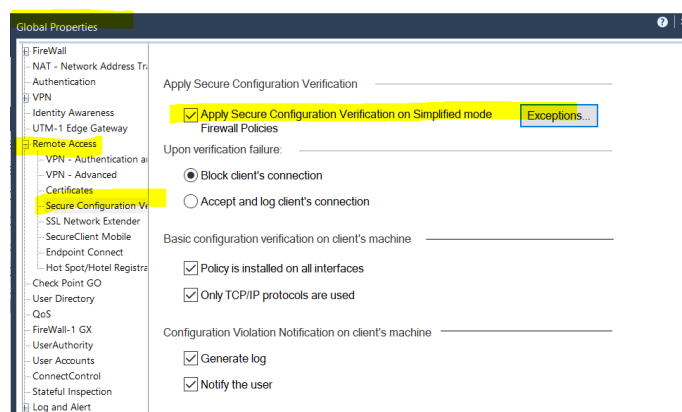 Global Properties
FireWall
NAT - Network Address Tr
Authentication
VPN
Identity Awareness
UTM-1 Edge Gateway
Remote Access
VPN - Authentication a
VPN - Advanced
Certificates
Secure Configuration Ve
SSL Network Extender
SecureClient Mobile
Endpoint Connect
Hot Spot/Hotel Registra
Check Point GO
User Directory
QoS
FireWall-1 GX
UserAuthority
User Accounts
ConnectControl
Stateful Inspection
Log and Alert
Apply Secure Configuration Verification
Apply Secure Configuration Verification on Simplified mode
Firewall Policies
Exceptions...
Upon verification failure:
Block client's connection
Accept and log client's connection
Basic configuration verification on client's machine
Policy is installed on all interfaces
Only TCP/IP protocols are used
Configuration Violation Notification on client's machine
Generate log
Notify the user